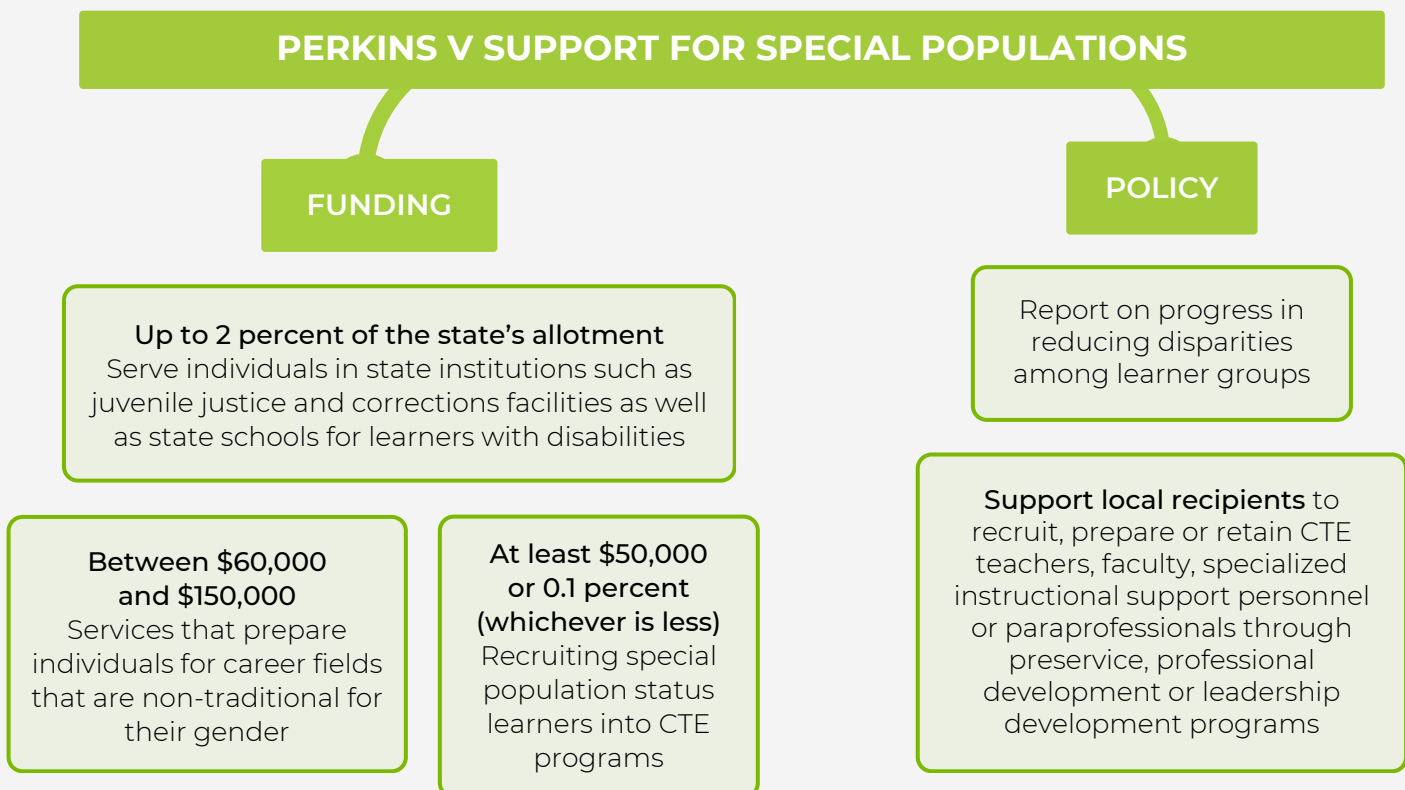 PERKINS V SUPPORT FOR SPECIAL POPULATIONS
FUNDING
Up to 2 percent of the state’s allotment
Serve individuals in state institutions such as
juvenile justice and corrections facilities as well
as state schools for learners with disabilities
Between $60,000
and $150,000
Services that prepare
individuals for career fields
that are non-traditional for
their gender
At least $50,000
or 0.1 percent
(whichever is less)
Recruiting special
population status
learners into CTE
programs
POLICY
Report on progress in
reducing disparities
among learner groups
Support local recipients to
recruit, prepare or retain CTE
teachers, faculty, specialized
instructional support personnel
or paraprofessionals through
preservice, professional
development or leadership
development programs